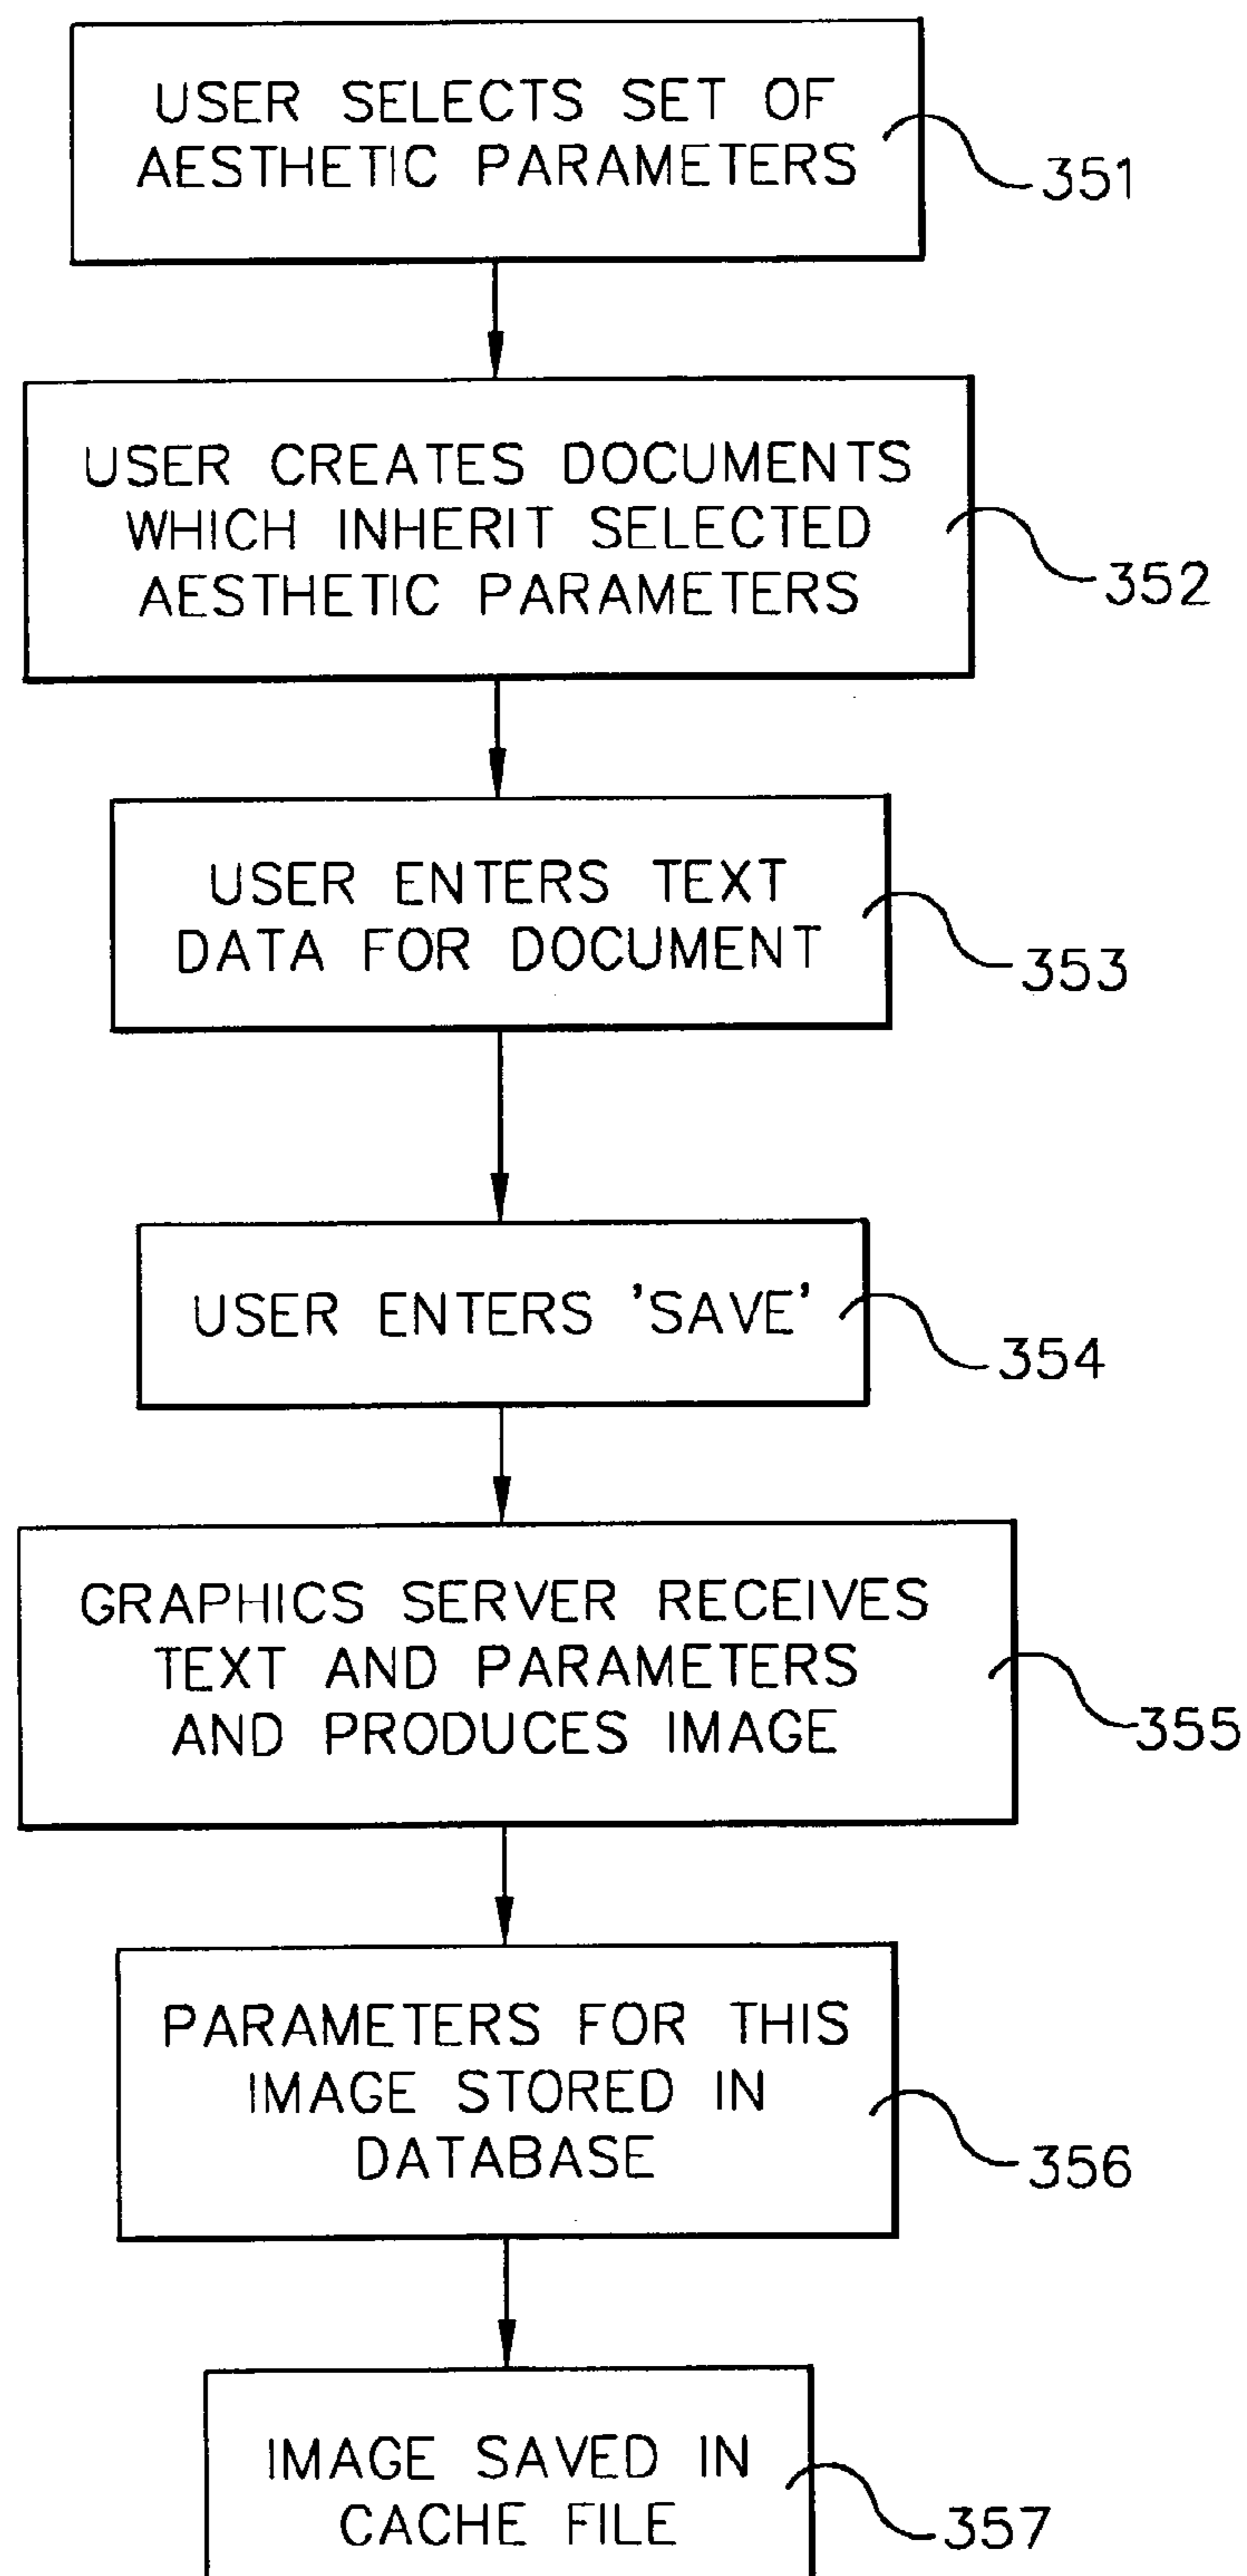 USER SELECTS SET OF
AESTHETIC PARAMETERS
351
USER CREATES DOCUMENTS
WHICH INHERIT SELECTED
AESTHETIC PARAMETERS
352
USER ENTERS TEXT
DATA FOR DOCUMENT
353
USER ENTERS 'SAVE'
354
GRAPHICS SERVER RECEIVES
TEXT AND PARAMETERS
AND PRODUCES IMAGE
355
PARAMETERS FOR THIS
IMAGE STORED IN
DATABASE
356
IMAGE SAVED IN
CACHE FILE
357